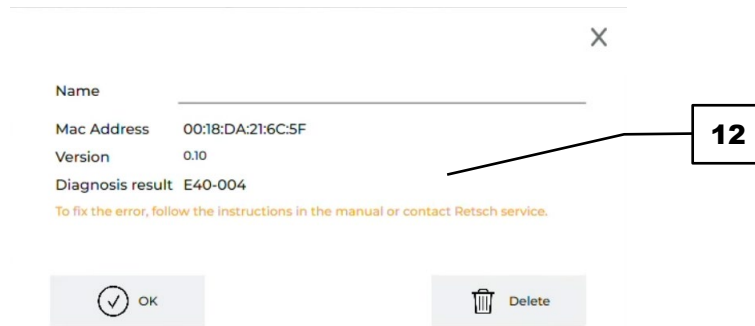 Name
Mac Address 00:18:DA:21:6C:5F
Version 0.10
Diagnosis result E40-004
To fix the error, follow the instructions in the manual or contact Retsch service.
OK Delete
12